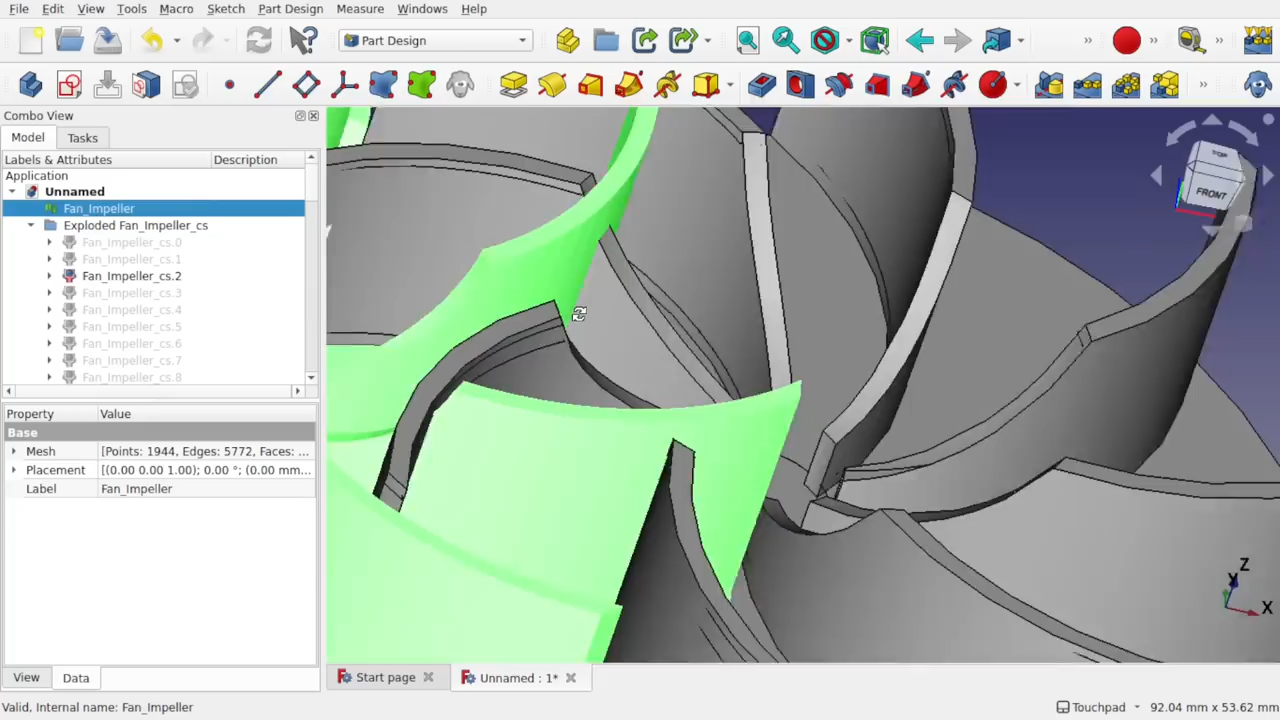 File Edit View Tools Macro Sketch Part Design Measure Windows Help
Part Design
Combo View
Model Tasks
Labels & Attributes Description
Application
Unnamed
Fan_Impeller
Exploded Fan_Impeller_cs
Fan_Impeller_cs.0
Fan_Impeller_cs.1
Fan_Impeller_cs.2
Fan_Impeller_cs.3
Fan_Impeller_cs.4
Fan_Impeller_cs.5
Fan_Impeller_cs.6
Fan_Impeller_cs.7
Fan_Impeller_cs.8
Property Value
Base
Mesh [Points: 1944, Edges: 5772, Faces: ...
Placement [(0.00 0.00 1.00); 0.00 °; (0.00 mm...
Label Fan_Impeller
TOP
FRONT
Z
Y
X
View Data
Start page Unnamed : 1*
Valid, Internal name: Fan_Impeller Touchpad 92.04 mm x 53.62 mm